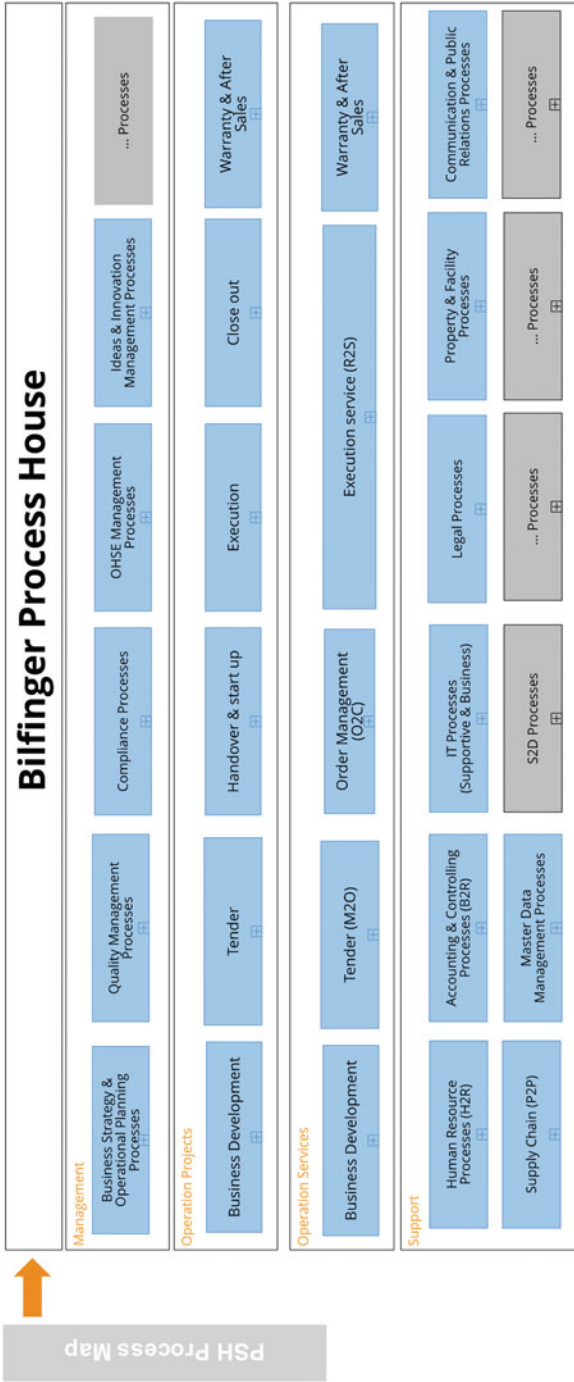 PSH Process Map
Bilfinger Process House
Management
Business Strategy &
Operational Planning
Processes
Quality Management
Processes
Compliance Processes
OHSE Management
Processes
Ideas & Innovation
Management Processes
... Processes
Operation Projects
Business Development
Tender
Handover & start up
Execution
Close out
Warranty & After
Sales
Operation Services
Business Development
Tender (M2O)
Order Management
(O2C)
Execution service (R2S)
Warranty & After
Sales
Support
Human Resource
Processes (H2R)
Accounting & Controlling
Processes (B2R)
IT Processes
(Supportive & Business)
Legal Processes
Property & Facility
Processes
Communication & Public
Relations Processes
Supply Chain (P2P)
Master Data
Management Processes
S2D Processes
... Processes
... Processes
... Processes